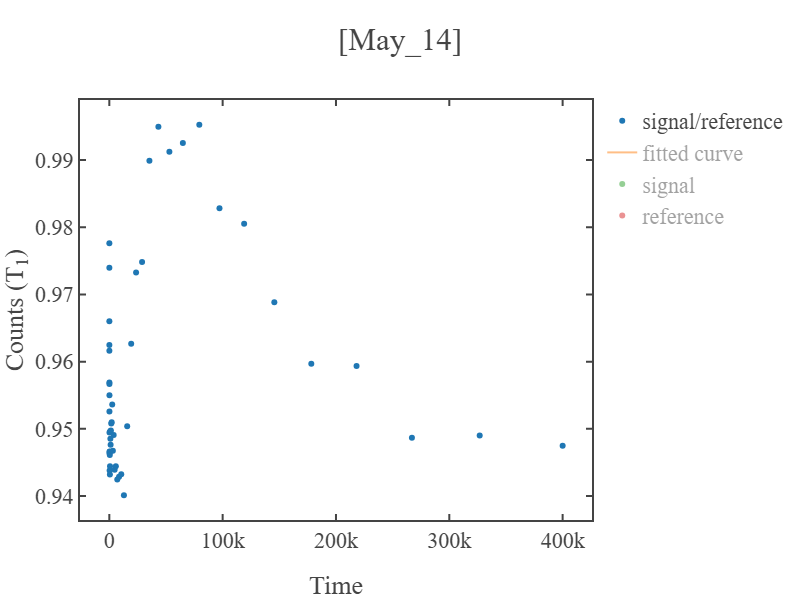 [May_14]
signal/reference
fitted curve
signal
reference
0.99
0.98
0.97
0.96
0.95
0.94
Counts (T₁)
0 100k 200k 300k 400k
Time